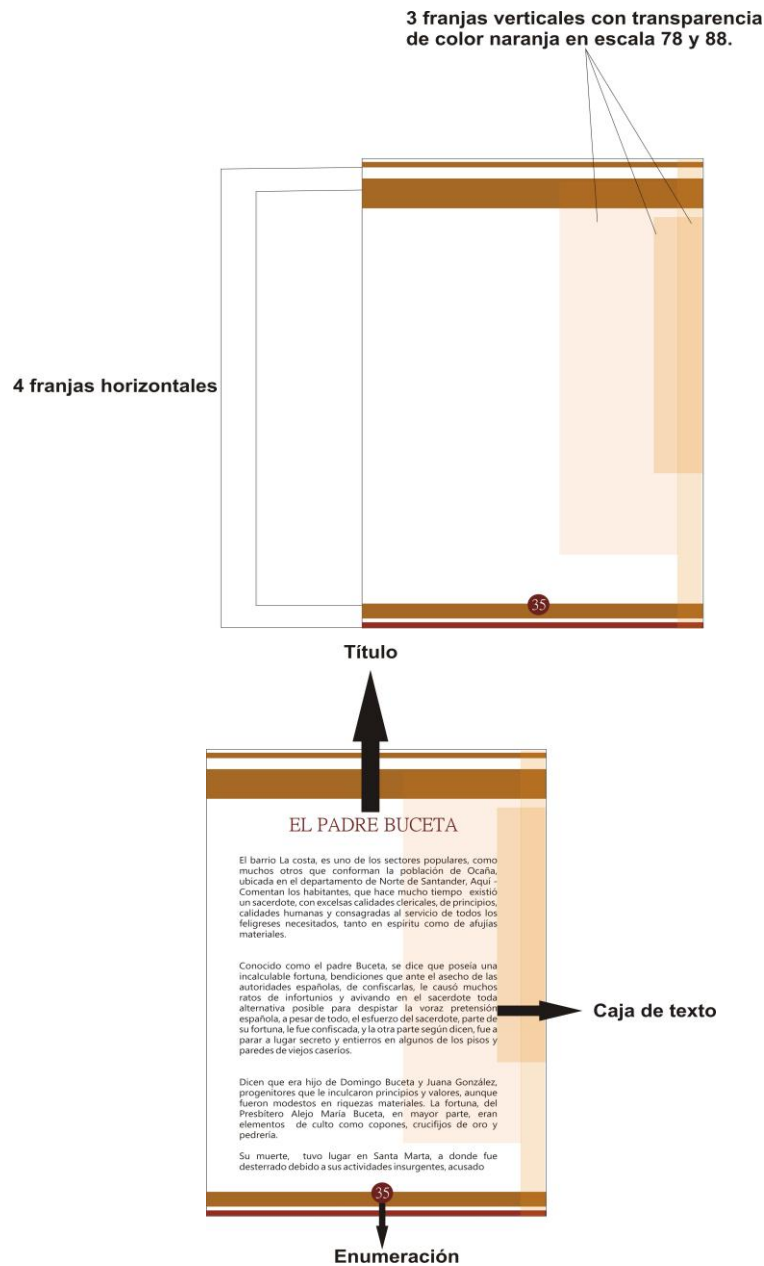 3 franjas verticales con transparencia
de color naranja en escala 78 y 88.
4 franjas horizontales
35
Título
EL PADRE BUCETA
El barrio La costa, es uno de los sectores populares, como
muchos otros que conforman la población de Ocaña,
ubicada en el departamento de Norte de Santander, Aquí -
Comentan los habitantes, que hace mucho tiempo existió
un sacerdote, con excelsas calidades clericales, de principios,
calidades humanas y consagradas al servicio de todos los
feligreses necesitados, tanto en espíritu como de afujías
materiales.
Conocido como el padre Buceta, se dice que poseía una
incalculable fortuna, bendiciones que ante el asecho de las
autoridades españolas, de confiscarlas, le causó muchos
ratos de infortunios y avivando en el sacerdote toda
alternativa posible para despistar la voraz pretensión
española, a pesar de todo, el esfuerzo del sacerdote, parte de
su fortuna, le fue confiscada, y la otra parte según dicen, fue a
parar a lugar secreto y entierros en algunos de los pisos y
paredes de viejos caseríos.
Caja de texto
Dicen que era hijo de Domingo Buceta y Juana González,
progenitores que le inculcaron principios y valores, aunque
fueron modestos en riquezas materiales. La fortuna, del
Presbítero Alejo María Buceta, en mayor parte, eran
elementos de culto como copones, crucifijos de oro y
pedrería.
Su muerte, tuvo lugar en Santa Marta, a donde fue
desterrado debido a sus actividades insurgentes, acusado
35
Enumeración